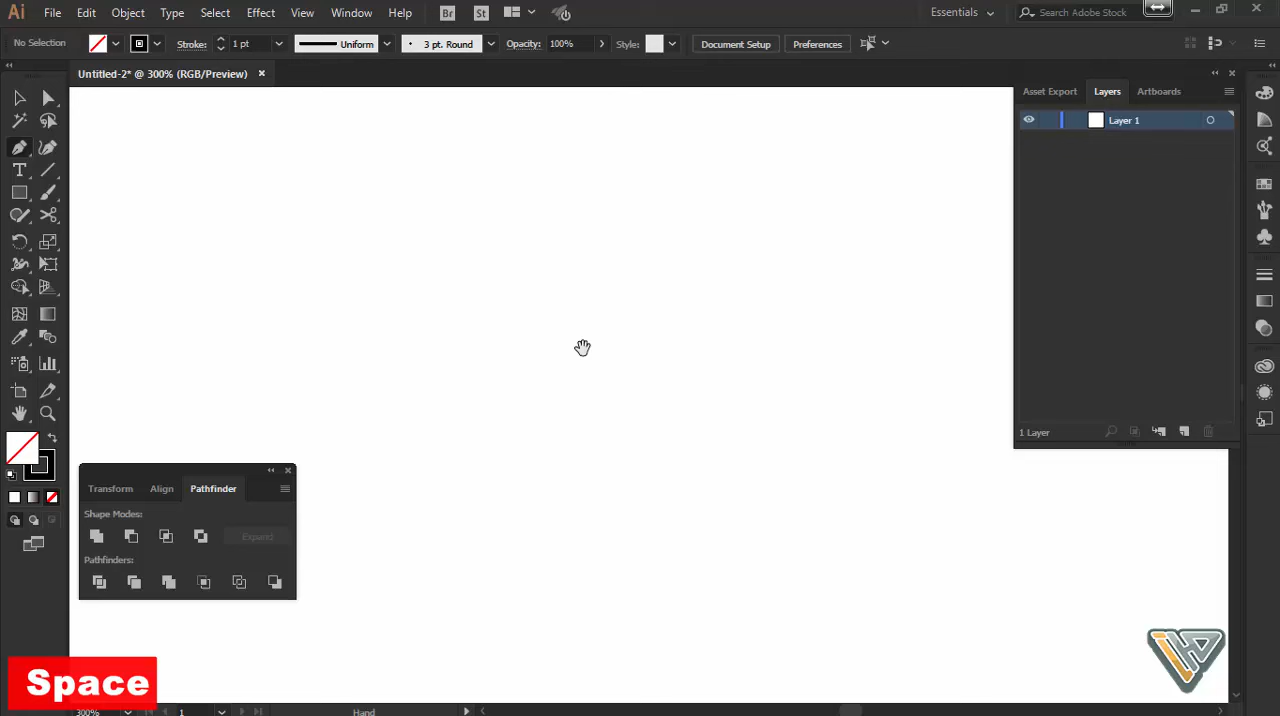 Ai File Edit Object Type Select Effect View Window Help Br St Essentials Search Adobe Stock
No Selection Stroke: 1 pt Uniform 3 pt. Round Opacity: 100% Style: Document Setup Preferences
Untitled-2* @ 300% (RGB/Preview)
Asset Export Layers Artboards
Layer 1
1 Layer
Transform Align Pathfinder
Shape Modes:
Expand
Pathfinders:
Space
300% 1 Hand